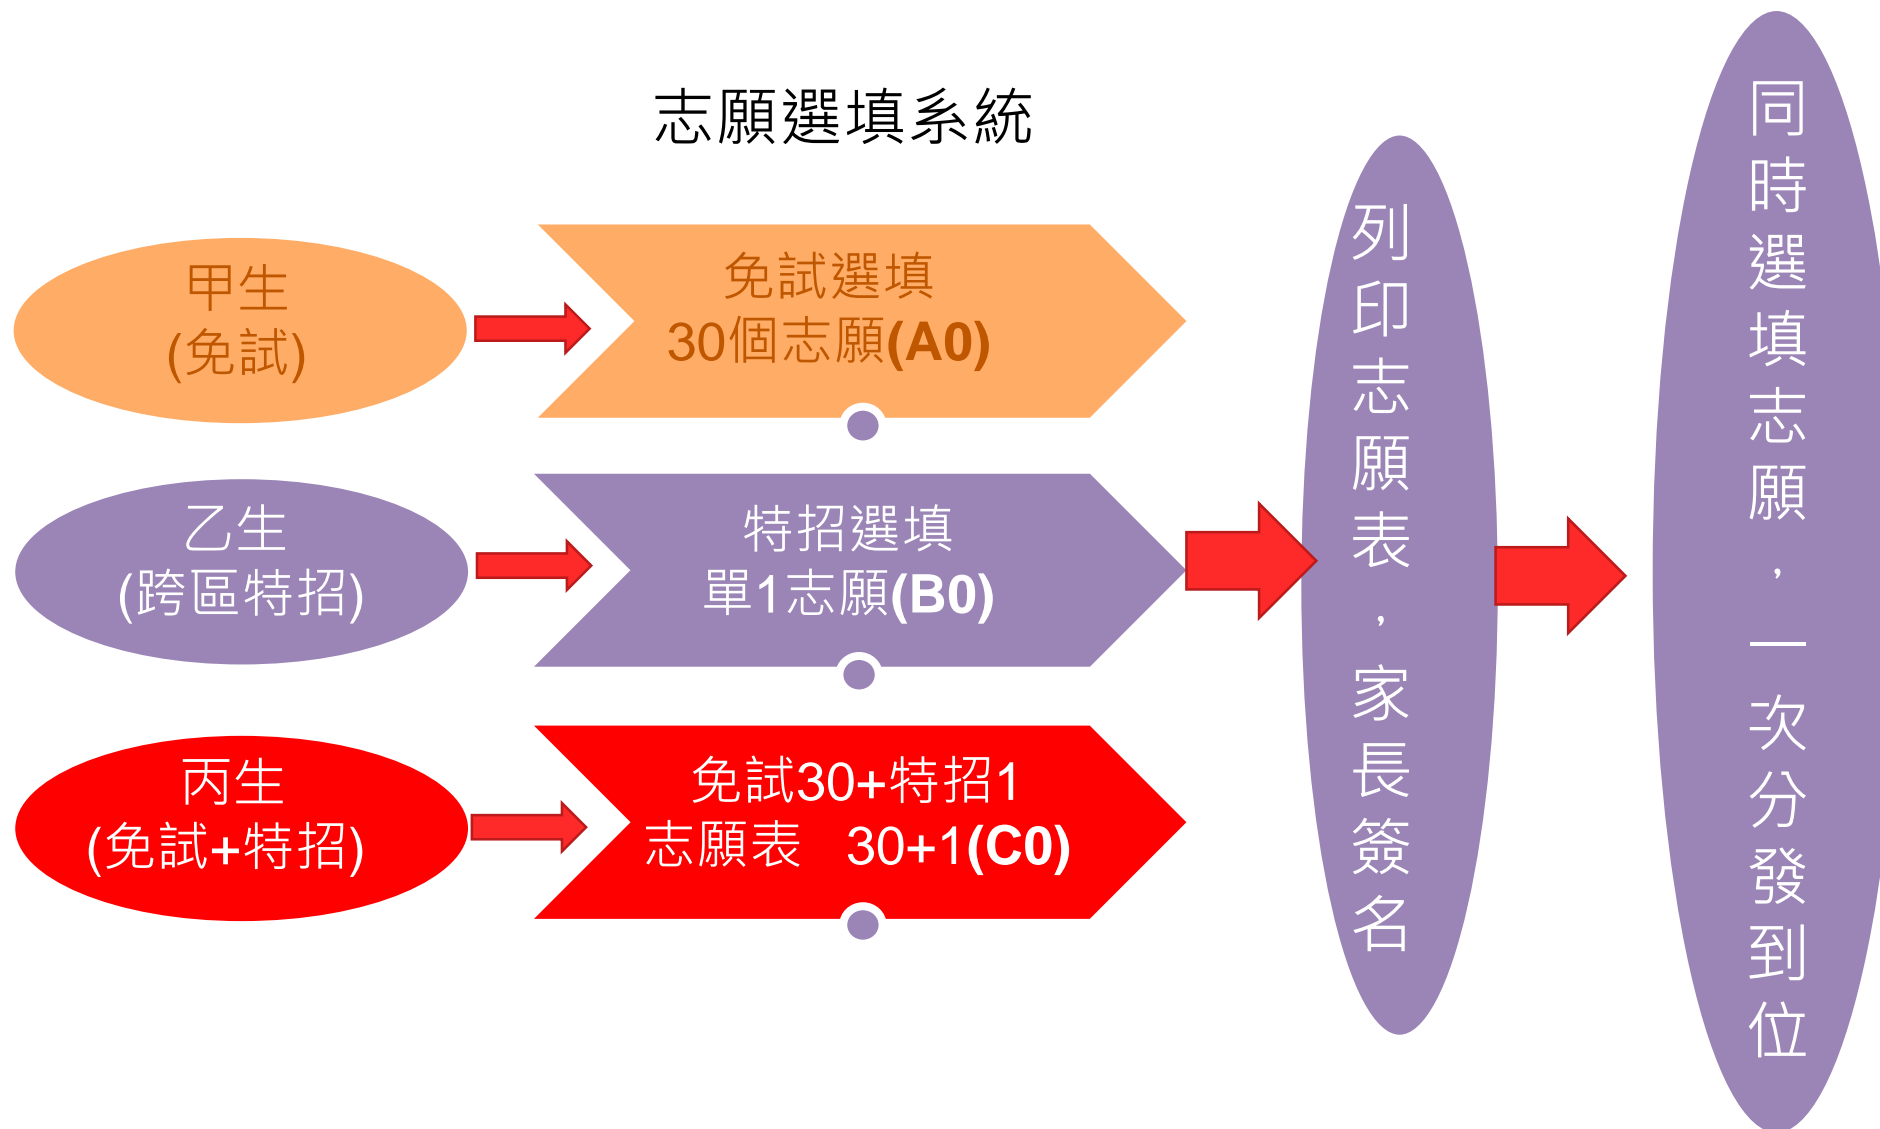 志願選填系統
甲生
(免試)
免試選填
30個志願(A0)
乙生
(跨區特招)
特招選填
單1志願(B0)
丙生
(免試+特招)
免試30+特招1
志願表 30+1(C0)
列印志願表，家長簽名
同時選填志願，一次分發到位